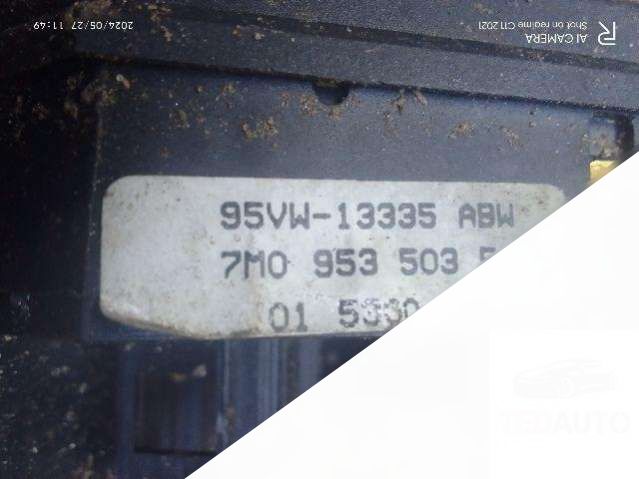 2024/05/27 11:49
AI CAMERA
Shot on realme C11 2021
95VW-13335 ABW
7M0 953 503
01
TEDAUTO